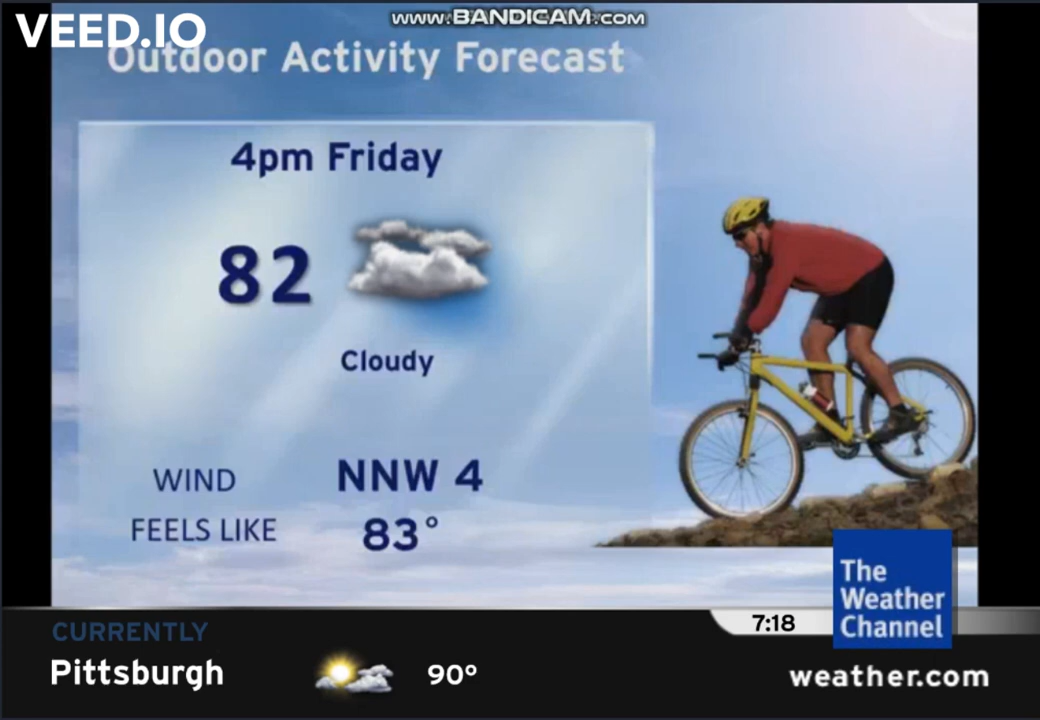 www.BANDICAM.com
VEED.IO
Outdoor Activity Forecast
4pm Friday
82
Cloudy
WIND NNW 4
FEELS LIKE 83°
The
Weather
Channel
7:18
CURRENTLY
Pittsburgh 90°
weather.com